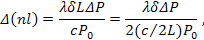 Δ(nl) = λδLΔP / cP₀ = λδΔP / 2(c/2L)P₀,